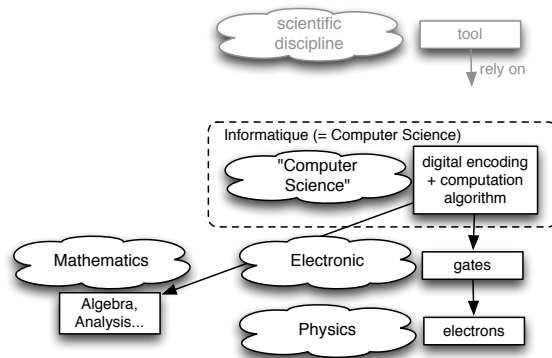 scientific
discipline
tool
rely on
Informatique (= Computer Science)
"Computer
Science"
digital encoding
+ computation
algorithm
Mathematics
Electronic
gates
Algebra,
Analysis...
Physics
electrons